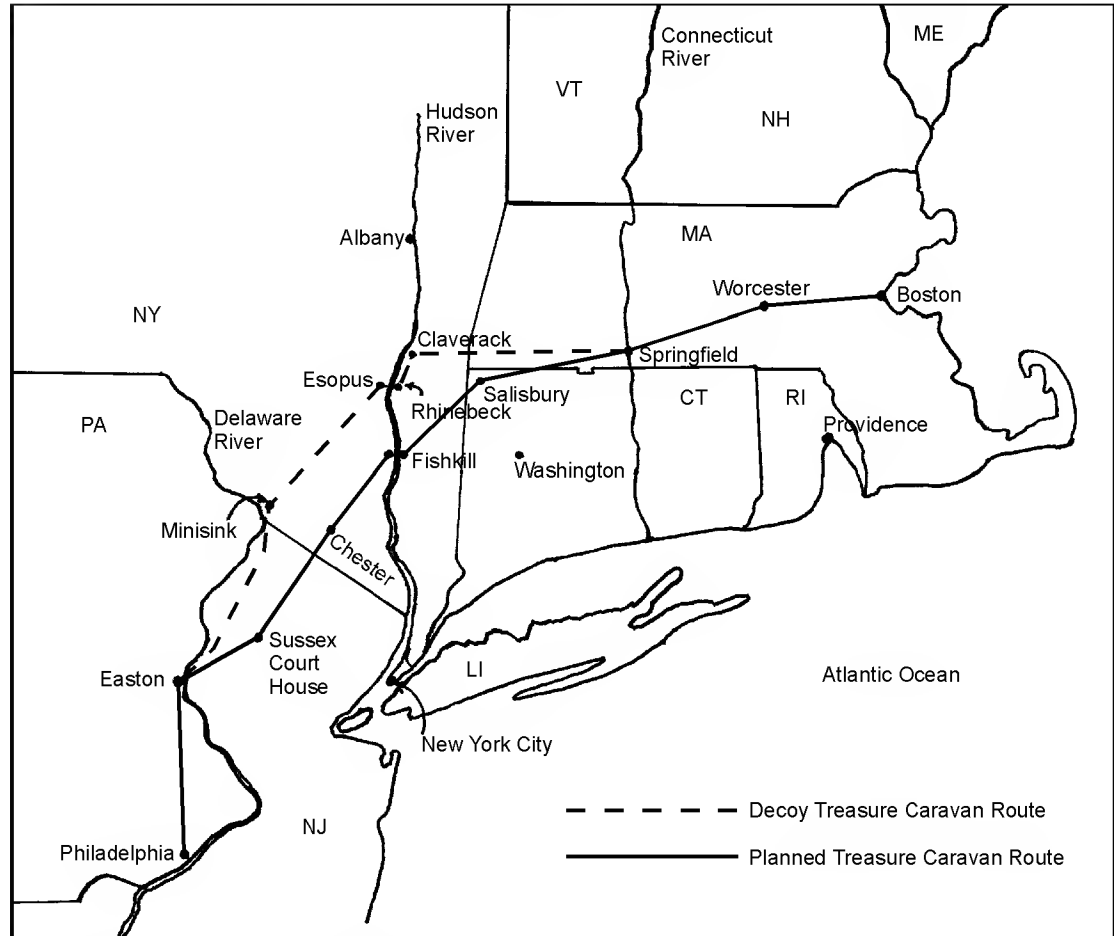 Connecticut
River
ME
VT
NH
Hudson
River
Albany
MA
Worcester
Boston
NY
Claverack
Springfield
Esopus
Salisbury
Rhinebeck
CT
RI
PA
Delaware
River
Providence
Fishkill
Washington
Minisink
Chester
Sussex
Court
House
Easton
LI
Atlantic Ocean
New York City
Decoy Treasure Caravan Route
NJ
Philadelphia
Planned Treasure Caravan Route